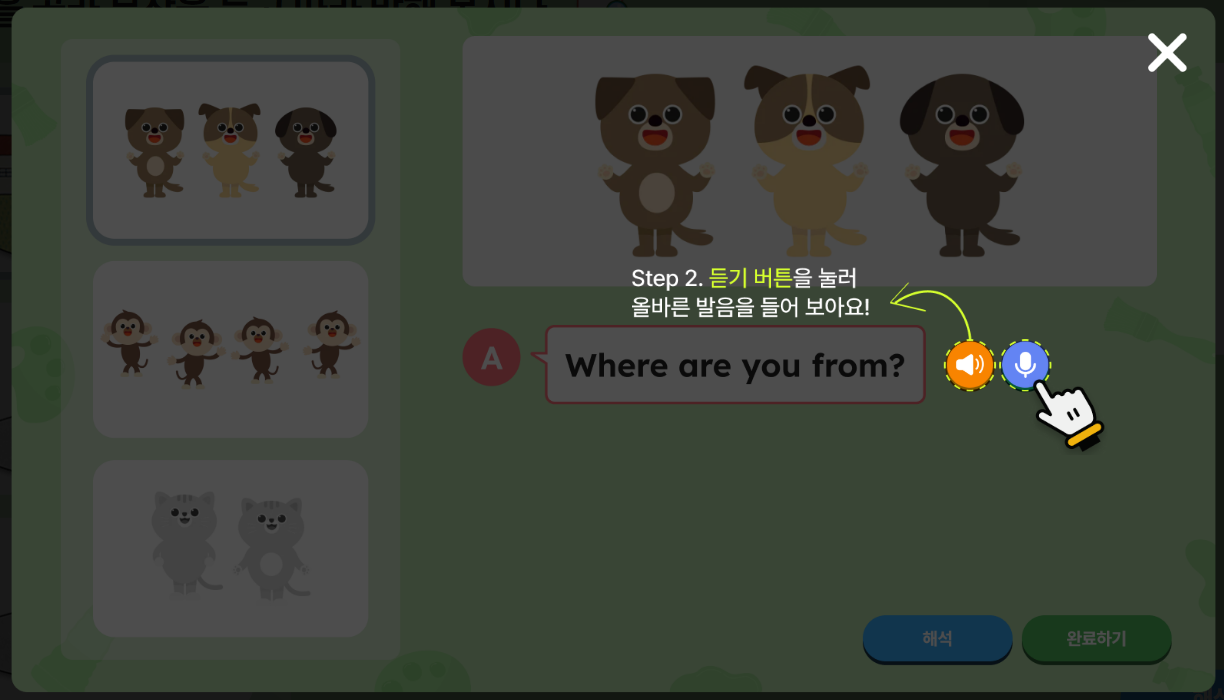 Step 2. 듣기 버튼을 눌러
올바른 발음을 들어 보아요!
A
Where are you from?
해석
완료하기